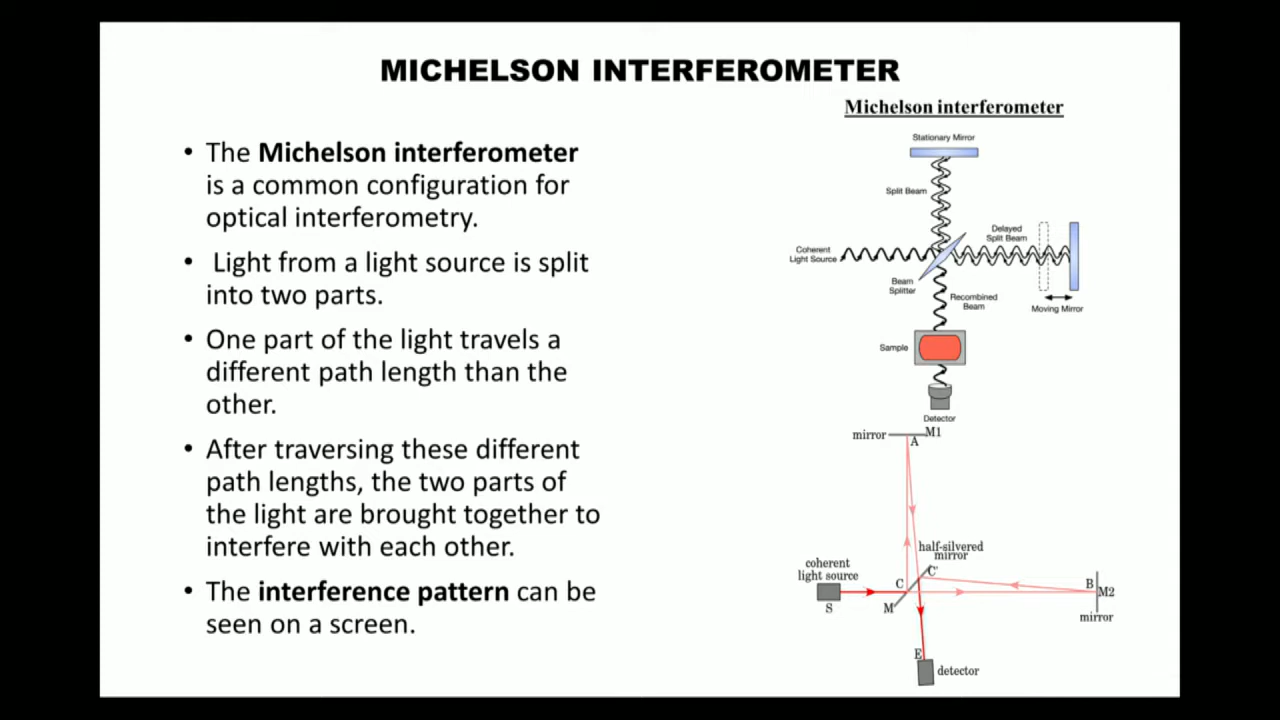 MICHELSON INTERFEROMETER
• The Michelson interferometer
is a common configuration for
optical interferometry.
• Light from a light source is split
into two parts.
• One part of the light travels a
different path length than the
other.
• After traversing these different
path lengths, the two parts of
the light are brought together to
interfere with each other.
• The interference pattern can be
seen on a screen.
Michelson interferometer
Stationary Mirror
Split Beam
Coherent
Light Source
Delayed
Split Beam
Beam
Splitter
Recombined
Beam
Moving Mirror
Sample
Detector
mirror
A
M1
half-silvered
mirror
coherent
light source
S
C
C'
M
B
M2
mirror
E
detector